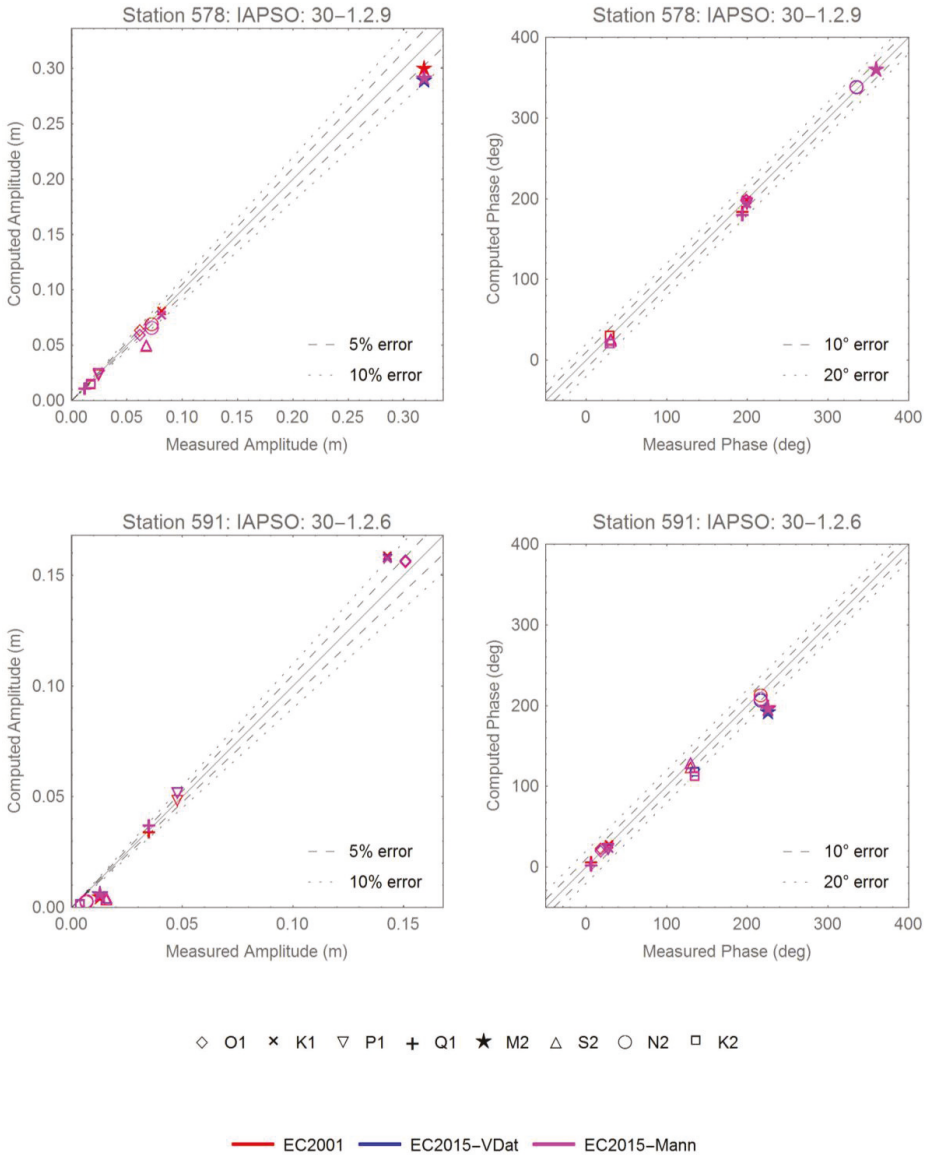 Station 578: IAPSO: 30−1.2.9
Computed Amplitude (m)
0.30
0.25
0.20
0.15
0.10
0.05
0.00
5% error
10% error
0.00 0.05 0.10 0.15 0.20 0.25 0.30
Measured Amplitude (m)
Station 578: IAPSO: 30−1.2.9
Computed Phase (deg)
400
300
200
100
0
10° error
20° error
0 100 200 300 400
Measured Phase (deg)
Station 591: IAPSO: 30−1.2.6
Computed Amplitude (m)
0.15
0.10
0.05
0.00
5% error
10% error
0.00 0.05 0.10 0.15
Measured Amplitude (m)
Station 591: IAPSO: 30−1.2.6
Computed Phase (deg)
400
300
200
100
0
10° error
20° error
0 100 200 300 400
Measured Phase (deg)
O1 K1 P1 Q1 M2 S2 N2 K2
EC2001 EC2015−VDat EC2015−Mann